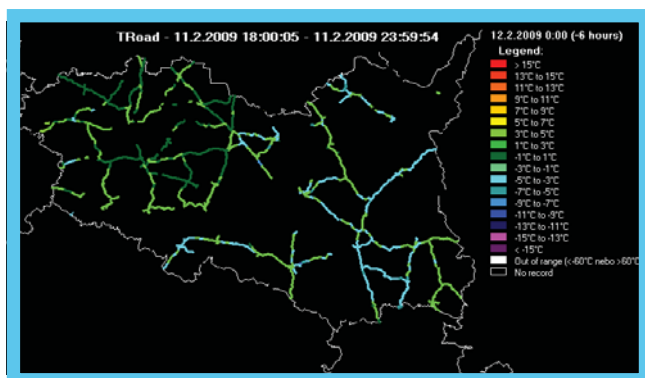 TRoad - 11.2.2009 18:00:05 - 11.2.2009 23:59:54
12.2.2009 0:00 (-6 hours)
Legend:
> 15°C
13°C to 15°C
11°C to 13°C
9°C to 11°C
7°C to 9°C
5°C to 7°C
3°C to 5°C
1°C to 3°C
-1°C to 1°C
-3°C to -1°C
-5°C to -3°C
-7°C to -5°C
-9°C to -7°C
-11°C to -9°C
-13°C to -11°C
-15°C to -13°C
< -15°C
Out of range (<-60°C nebo >60°C
No record